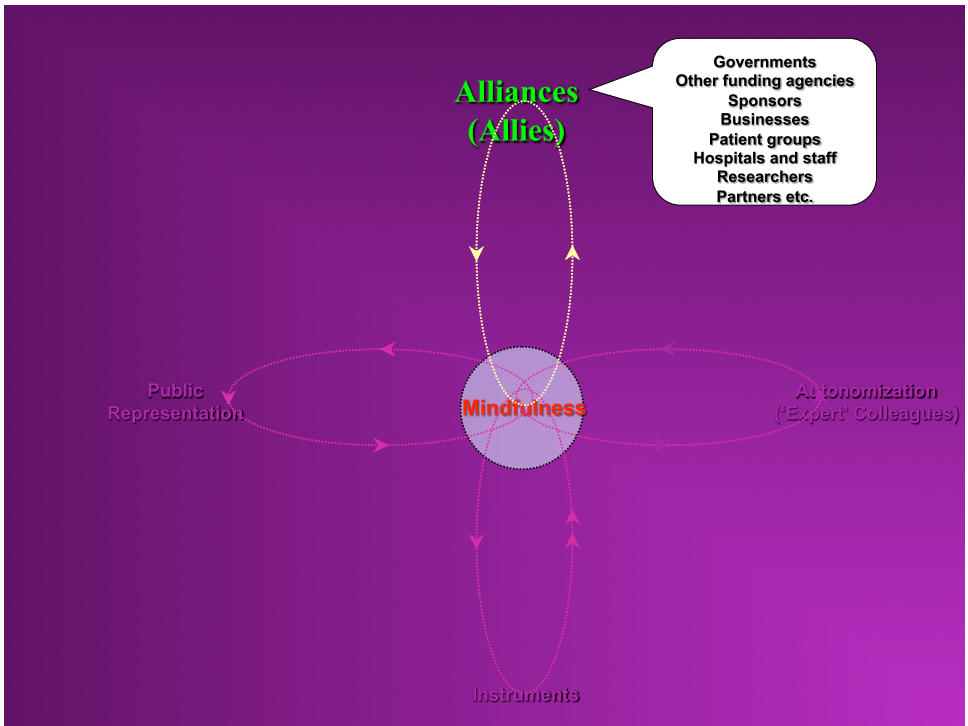 Alliances
(Allies)
Governments
Other funding agencies
Sponsors
Businesses
Patient groups
Hospitals and staff
Researchers
Partners etc.
Public
Representation
Mindfulness
Autonomization
('Expert' Colleagues)
Instruments